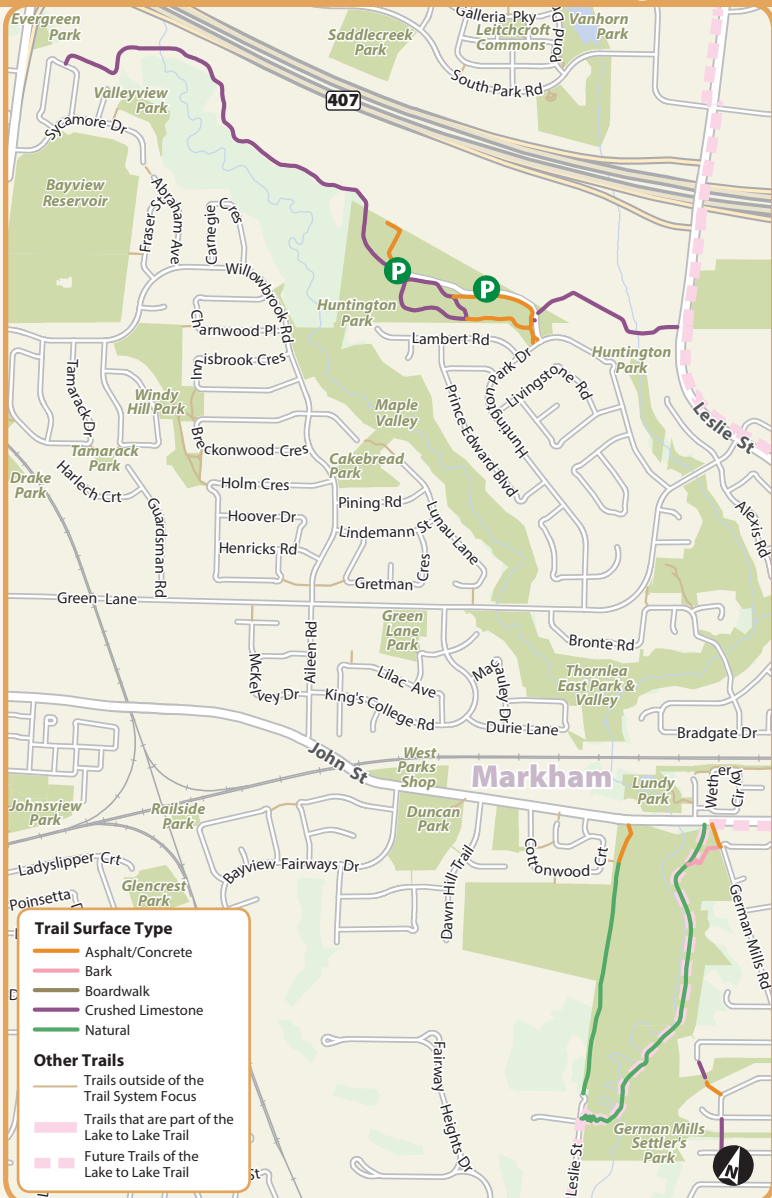 Evergreen
Park
Saddlecreek
Park
Galleria Pky
Leitchcroft
Commons
Pond Dr
Vanhorn
Park
South Park Rd
407
Valleyview
Park
Sycamore Dr
Bayview
Reservoir
Abraham Ave
Fraser St
Carnegie Cres
Willowbrook Rd
P
P
Huntington
Park
Charnwood Pl
Lambert Rd
Huntington
Park
Invisbrook Cres
Huntington Park Dr
Livingstone Rd
Prince Edward Blvd
Leslie St
Tamarack Dr
Windy
Hill Park
Maple
Valley
Breckonwood Cres
Tamarack
Park
Cakebread
Park
Drake
Park
Harlech Crt
Holm Cres
Guardsman Rd
Pining Rd
Lunau Lane
Alexis Rd
Hoover Dr
Lindemann St
Henricks Rd
Gretman Cres
Green Lane
Green
Lane
Park
Bronte Rd
Aileen Rd
McKelvey Dr
Lilac Ave
Macauley Dr
Thornlea
East Park &
Valley
King's College Rd
Durie Lane
Bradgate Dr
John St
West
Parks
Shop
Markham
Lundy
Park
Wetherby Cir
Johnsview
Park
Railside
Park
Duncan
Park
Ladyslipper Crt
Bayview Fairways Dr
Dawn Hill Trail
Cottonwood Crt
Poinsetta
Glencrest
Park
German Mills Rd
Trail Surface Type
Asphalt/Concrete
Bark
Boardwalk
Crushed Limestone
Natural
Other Trails
Trails outside of the
Trail System Focus
Trails that are part of the
Lake to Lake Trail
Future Trails of the
Lake to Lake Trail
Fairway Heights Dr
German Mills
Settler's
Park
Leslie St
St
N